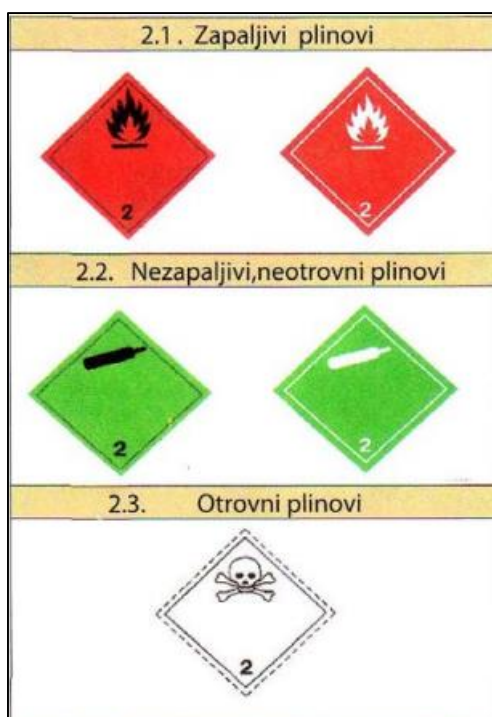 2.1 . Zapaljivi plinovi
2 2
2.2. Nezapaljivi,neotrovni plinovi
2 2
2.3. Otrovni plinovi
2